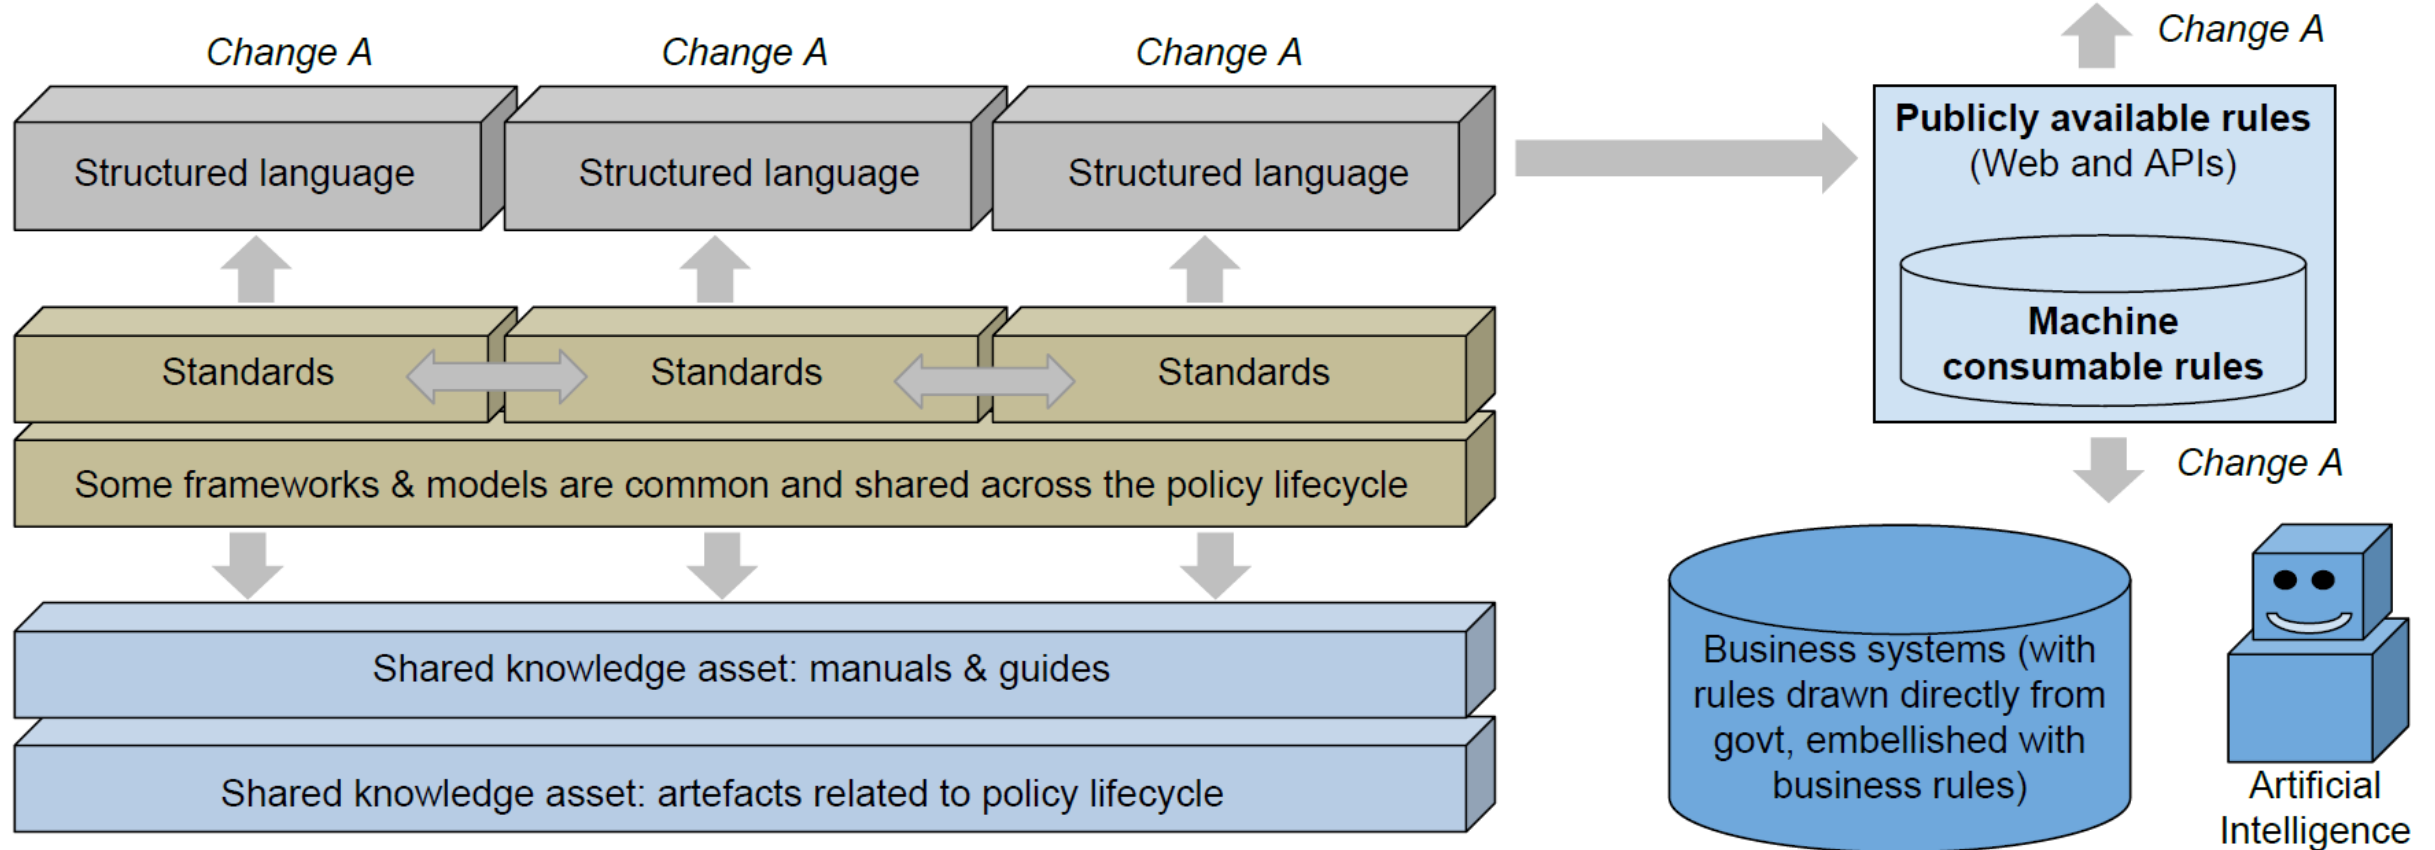 Change A
Change A
Change A
Structured language
Structured language
Structured language
Standards
Standards
Standards
Some frameworks & models are common and shared across the policy lifecycle
Shared knowledge asset: manuals & guides
Shared knowledge asset: artefacts related to policy lifecycle
Change A
Publicly available rules
(Web and APIs)
Machine
consumable rules
Change A
Business systems (with
rules drawn directly from
govt, embellished with
business rules)
Artificial
Intelligence